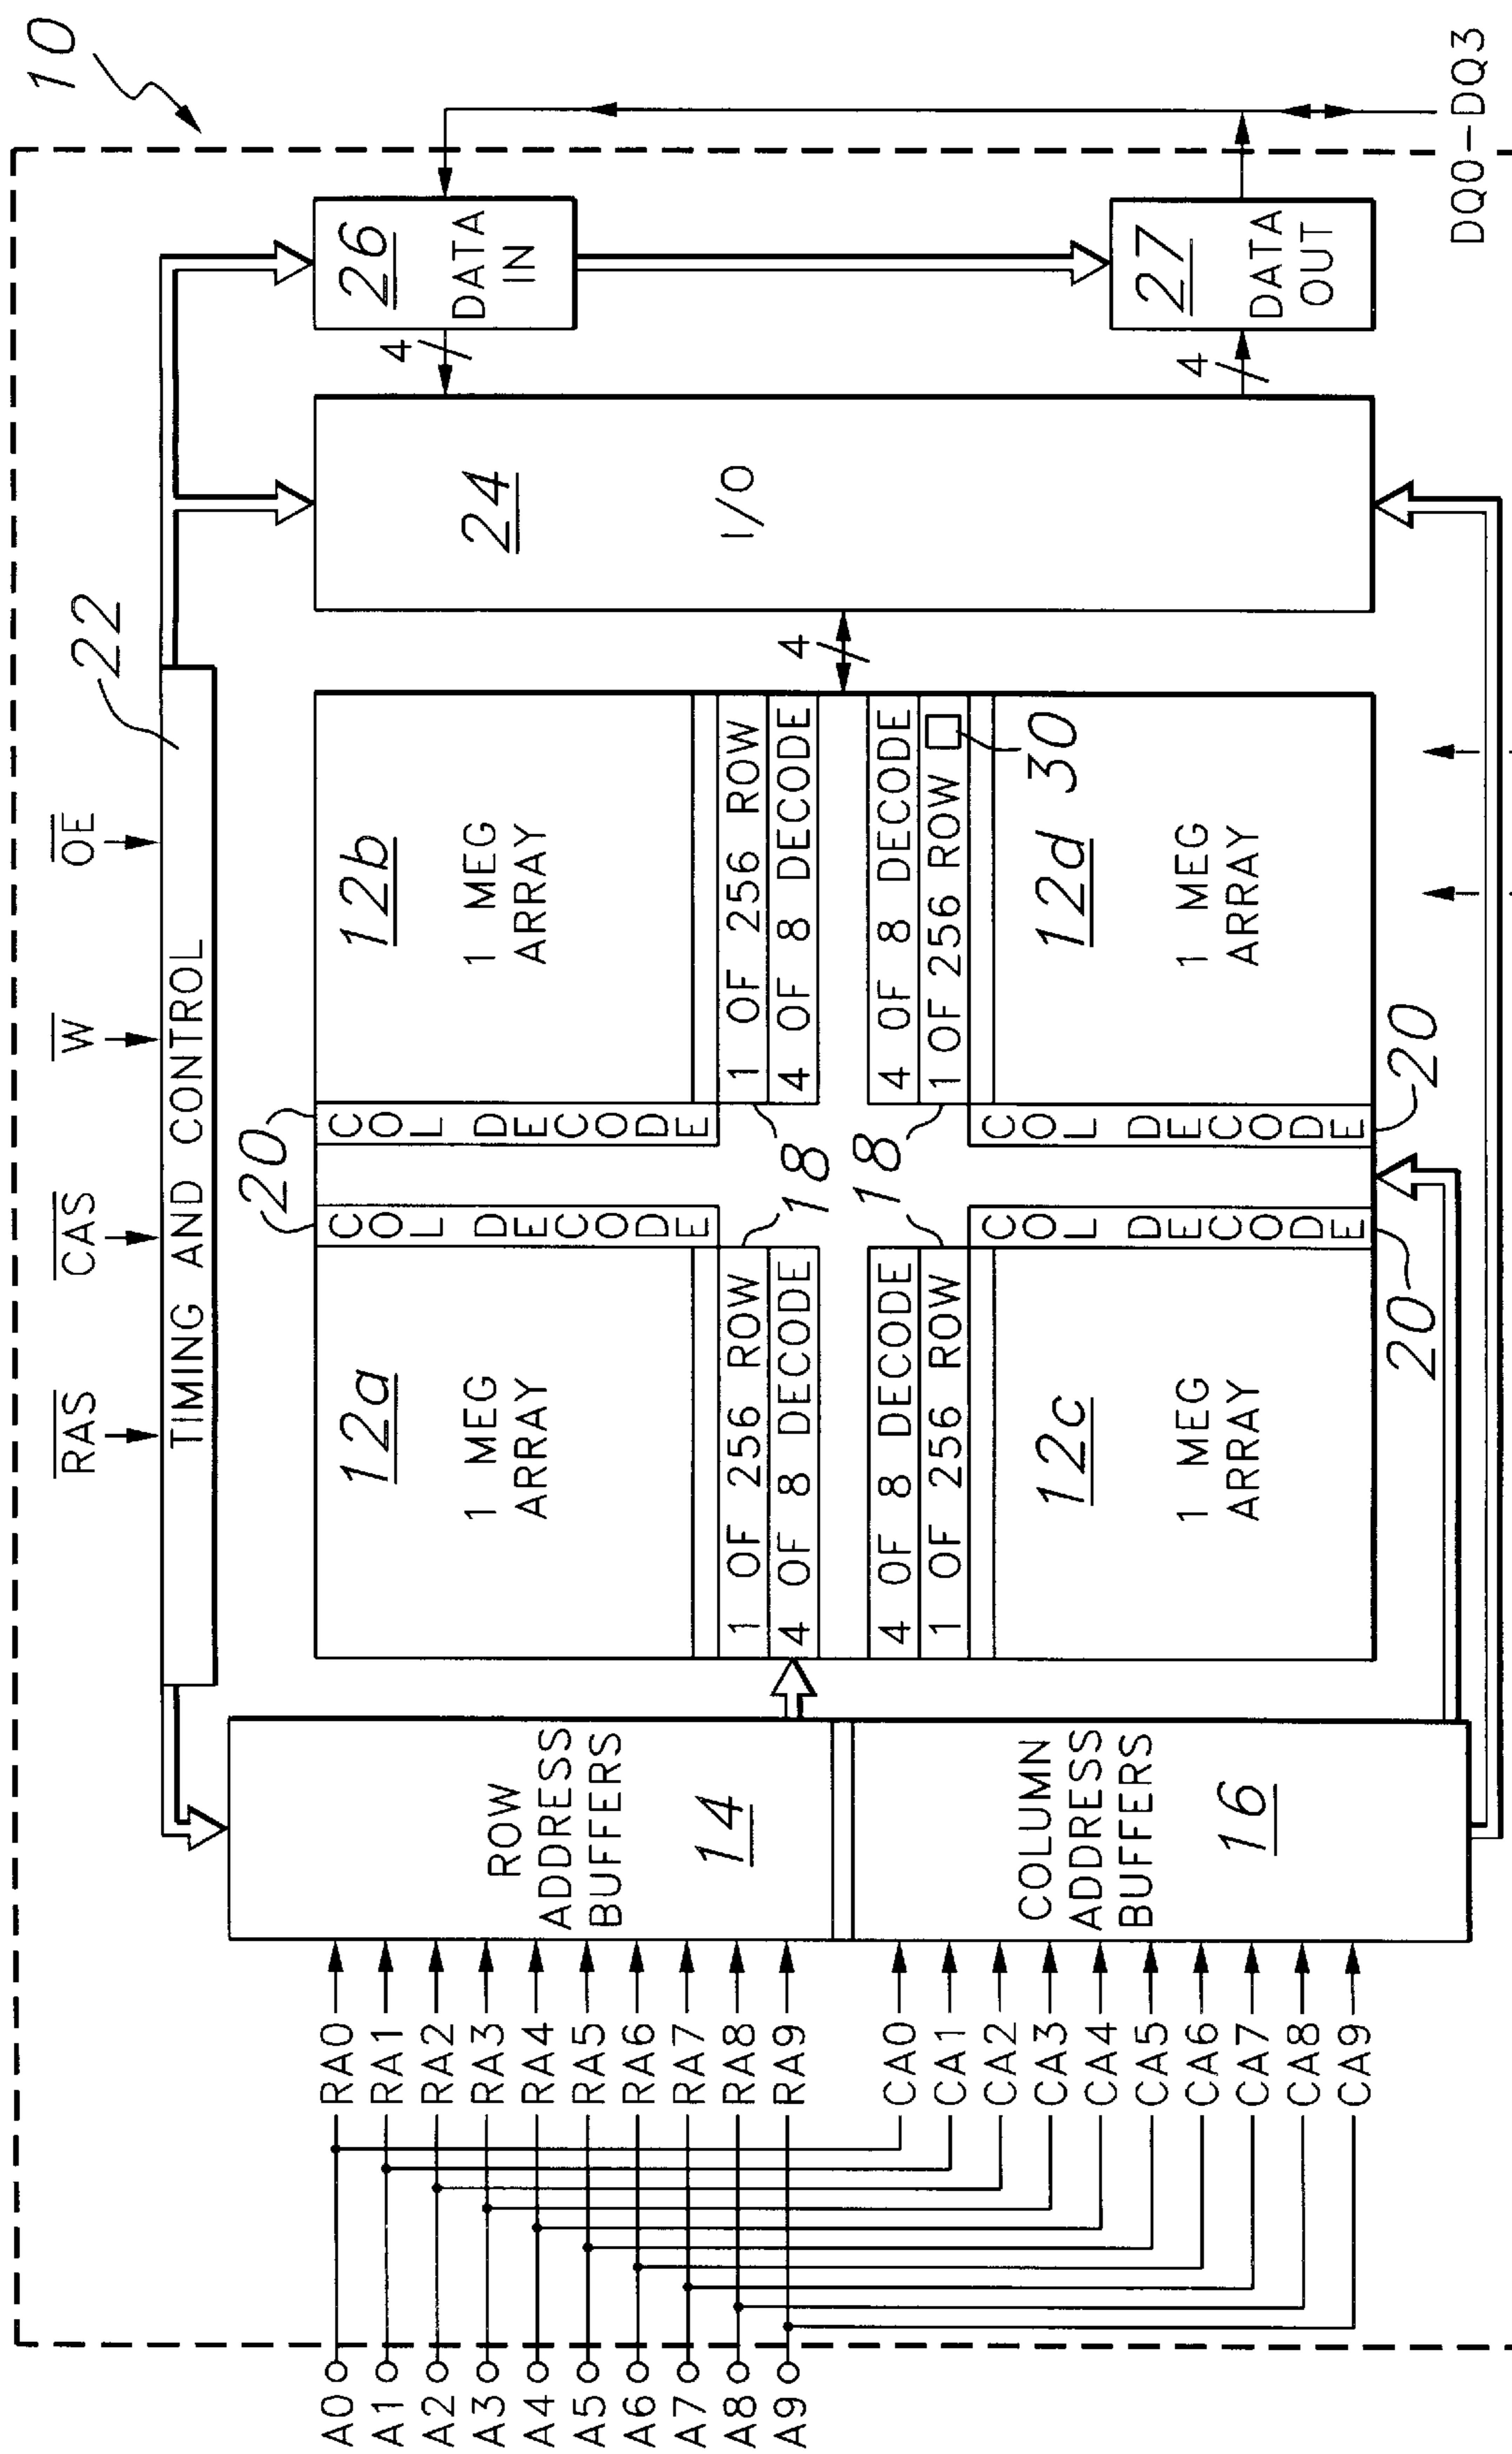 10
R̅A̅S̅
C̅A̅S̅
W̅
O̅E̅
22
TIMING AND CONTROL
A0 RA0
A1 RA1
A2 RA2
A3 RA3
A4 RA4
A5 RA5
A6 RA6
A7 RA7
A8 RA8
A9 RA9
CA0
CA1
CA2
CA3
CA4
CA5
CA6
CA7
CA8
CA9
ROW
ADDRESS
BUFFERS
14
COLUMN
ADDRESS
BUFFERS
16
12a
1 MEG
ARRAY
1 OF 256 ROW
4 OF 8 DECODE
COL DECODE
20
COL DECODE
12b
1 MEG
ARRAY
1 OF 256 ROW
4 OF 8 DECODE
18
18
4 OF 8 DECODE
1 OF 256 ROW
12c
1 MEG
ARRAY
COL DECODE
20
COL DECODE
20
4 OF 8 DECODE
1 OF 256 ROW
30
12d
1 MEG
ARRAY
4
24
I/O
4
26
DATA
IN
4
27
DATA
OUT
DQ0–DQ3